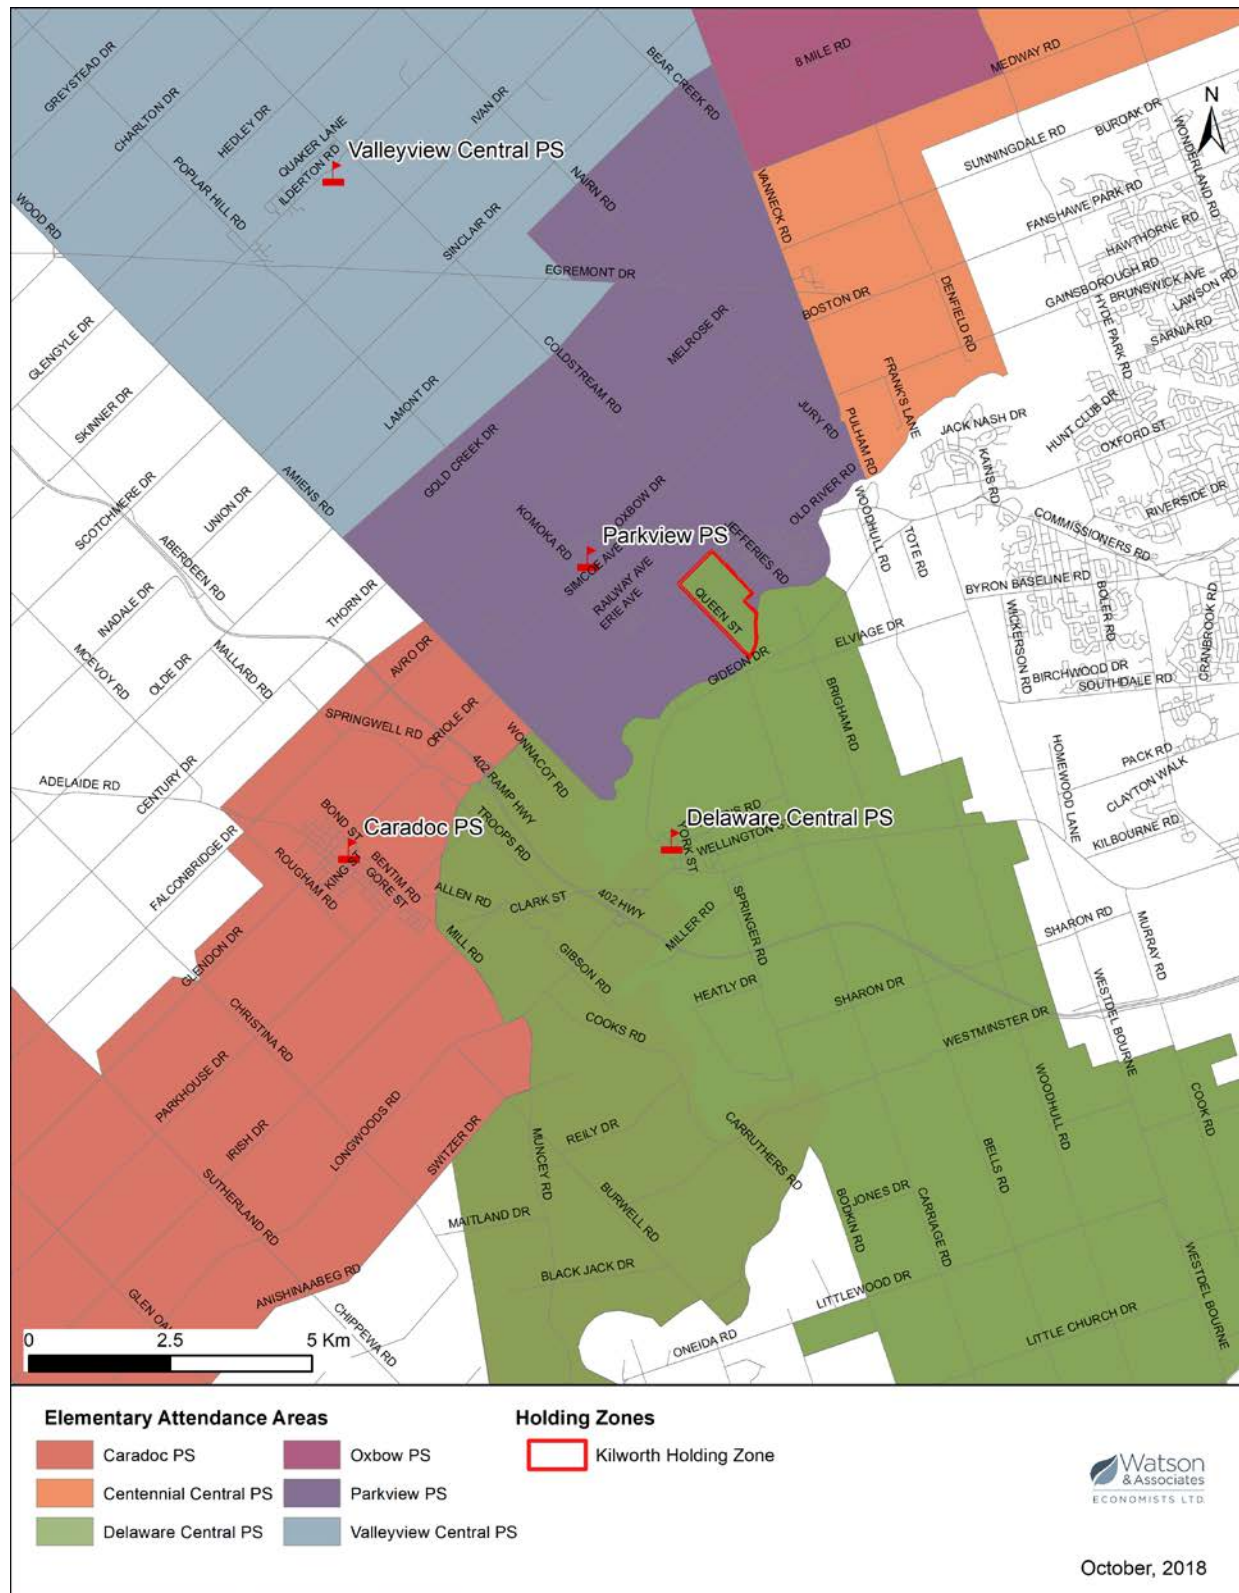 8 MILE RD
MEDWAY RD
BEAR CREEK RD
GREYSTEAD DR
N
CHARLTON DR
IVAN DR
BUROAK DR
HEDLEY DR
SUNNINGDALE RD
WONDERLAND RD
QUAKER LANE
Valleyview Central PS
ILDERTON RD
POPLAR HILL RD
NAIRN RD
VANNECK RD
FANSHAWE PARK RD
WOOD RD
SINCLAIR DR
HAWTHORNE RD
EGREMONT DR
GAINSBOROUGH RD
BRUNSWICK AVE
LAWSON RD
BOSTON DR
DENFIELD RD
HYDE PARK RD
SARNIA RD
GLENGYLE DR
MELROSE DR
COLDSTREAM RD
FRANK'S LANE
LAMONT DR
SKINNER DR
JURY RD
PULHAM RD
JACK NASH DR
HUNT CLUB DR
OXFORD ST
GOLD CREEK DR
KAINS RD
AMIENS RD
UNION DR
SCOTCHMERE DR
OXBOW DR
OLD RIVER RD
RIVERSIDE DR
KOMOKA RD
WOODHULL RD
COMMISSIONERS RD
Parkview PS
JEFFERIES RD
TOTE RD
ABERDEEN RD
SIMCOE AVE
RAILWAY AVE
ERIE AVE
BYRON BASELINE RD
BOLER RD
CRANBROOK RD
THORN DR
INADALE DR
QUEEN ST
WICKERSON RD
ELVIAGE DR
AVRO DR
MCEVOY RD
OLDE DR
MALLARD RD
GIDEON DR
BIRCHWOOD DR
SOUTHDALE RD
BRIGHAM RD
ORIOLE DR
SPRINGWELL RD
WONNACOT RD
PACK RD
HOMEWOOD LANE
CLAYTON WALK
402 RAMP HWY
ADELAIDE RD
CENTURY DR
TROOPS RD
BOND ST
Caradoc PS
Delaware Central PS
YORK ST
WELLINGTON
KILBOURNE RD
FALCONBRIDGE DR
ROUGHAM RD
BENTIM RD
GORE ST
ALLEN RD
CLARK ST
402 HWY
MILLER RD
SPRINGER RD
SHARON RD
MURRAY RD
GLENDON DR
MILL RD
GIBSON RD
HEATLY DR
SHARON DR
WESTDEL BOURNE
CHRISTINA RD
COOKS RD
WESTMINSTER DR
PARKHOUSE DR
WOODHULL RD
COOK RD
IRISH DR
LONGWOODS RD
SWITZER DR
REILY DR
CARRUTHERS RD
MUNCEY RD
BELLS RD
SUTHERLAND RD
BURWELL RD
BODKIN RD
JONES DR
CARRIAGE RD
MAITLAND DR
BLACK JACK DR
WESTDEL BOURNE
ANISHINAABEG RD
LITTLEWOOD DR
GLEN
CHIPPEWA RD
ONEIDA RD
LITTLE CHURCH DR
0 2.5 5 Km
Elementary Attendance Areas
Holding Zones
Caradoc PS
Oxbow PS
Kilworth Holding Zone
Centennial Central PS
Parkview PS
Delaware Central PS
Valleyview Central PS
Watson
& Associates
ECONOMISTS LTD.
October, 2018